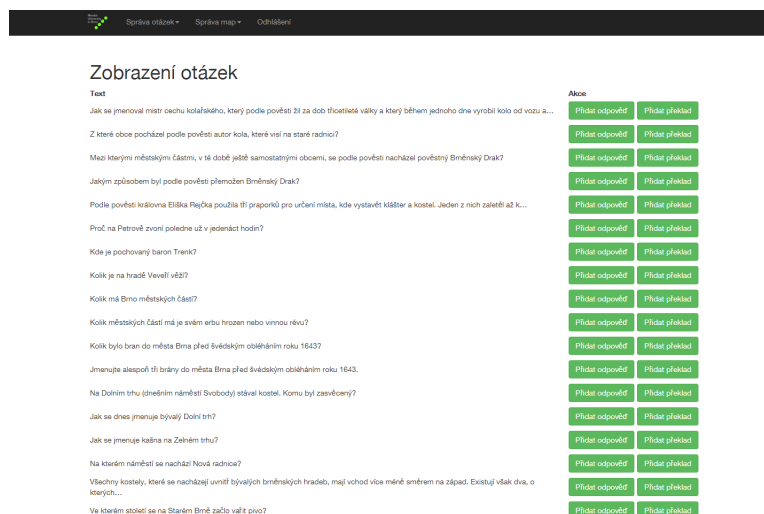 Správa otázek
Správa map
Odhlášení
Zobrazení otázek
Text
Akce
Jak se jmenoval mistr cechu kolařského, který podle pověsti žil za dob třicetileté války a který během jednoho dne vyrobil kolo od vozu a…
Přidat odpověď Přidat překlad
Z které obce pocházel podle pověsti autor kola, které visí na staré radnici?
Přidat odpověď Přidat překlad
Mezi kterými městskými částmi, v té době ještě samostatnými obcemi, se podle pověsti nacházel pověstný Brněnský Drak?
Přidat odpověď Přidat překlad
Jakým způsobem byl podle pověsti přemožen Brněnský Drak?
Přidat odpověď Přidat překlad
Podle pověsti královna Eliška Rejčka použila tří praporků pro určení místa, kde vystavět klášter a kostel. Jeden z nich zaletěl až k…
Přidat odpověď Přidat překlad
Proč na Petrově zvoní poledne už v jedenáct hodin?
Přidat odpověď Přidat překlad
Kde je pochovaný baron Trenk?
Přidat odpověď Přidat překlad
Kolik je na hradě Veveří věží?
Přidat odpověď Přidat překlad
Kolik má Brno městských částí?
Přidat odpověď Přidat překlad
Kolik městských částí má je svém erbu hrozen nebo vinnou révu?
Přidat odpověď Přidat překlad
Kolik bylo bran do města Brna před švédským obléháním roku 1643?
Přidat odpověď Přidat překlad
Jmenujte alespoň tři brány do města Brna před švédským obléháním roku 1643.
Přidat odpověď Přidat překlad
Na Dolním trhu (dnešním náměstí Svobody) stával kostel. Komu byl zasvěcený?
Přidat odpověď Přidat překlad
Jak se dnes jmenuje bývalý Dolní trh?
Přidat odpověď Přidat překlad
Jak se jmenuje kašna na Zelném trhu?
Přidat odpověď Přidat překlad
Na kterém náměstí se nachází Nová radnice?
Přidat odpověď Přidat překlad
Všechny kostely, které se nacházejí uvnitř bývalých brněnských hradeb, mají vchod více méně směrem na západ. Existují však dva, o
kterých…
Přidat odpověď Přidat překlad
Ve kterém století se na Starém Brně začlo vařit pivo?
Přidat odpověď Přidat překlad